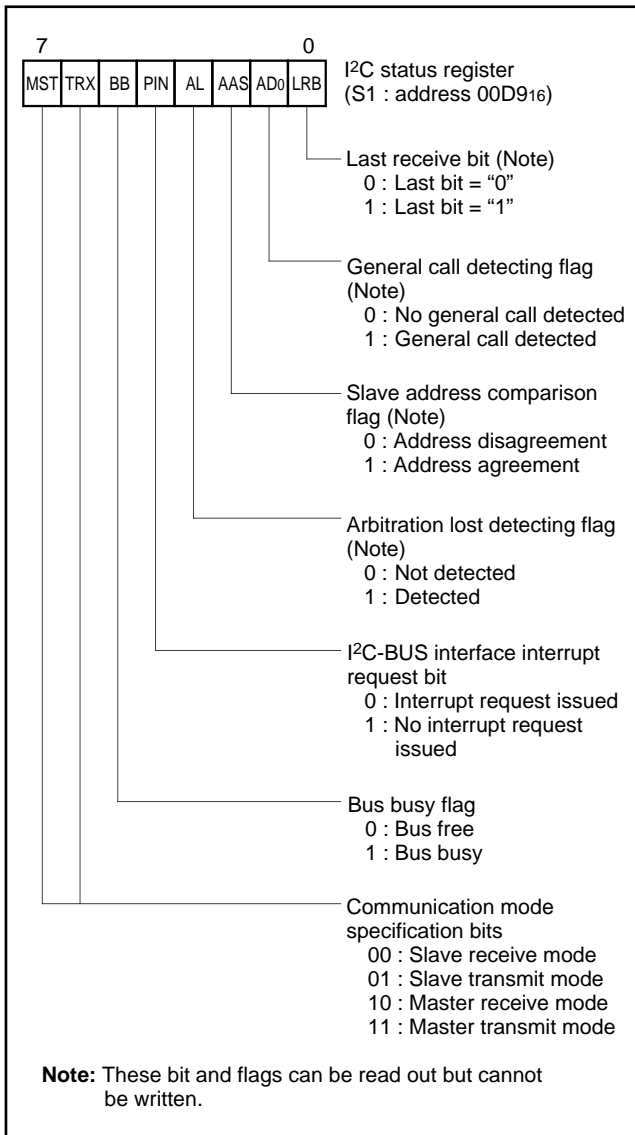 7 0
MST TRX BB PIN AL AAS AD0 LRB
I2C status register
(S1 : address 00D916)
Last receive bit (Note)
0 : Last bit = “0”
1 : Last bit = “1”
General call detecting flag
(Note)
0 : No general call detected
1 : General call detected
Slave address comparison
flag (Note)
0 : Address disagreement
1 : Address agreement
Arbitration lost detecting flag
(Note)
0 : Not detected
1 : Detected
I2C-BUS interface interrupt
request bit
0 : Interrupt request issued
1 : No interrupt request
issued
Bus busy flag
0 : Bus free
1 : Bus busy
Communication mode
specification bits
00 : Slave receive mode
01 : Slave transmit mode
10 : Master receive mode
11 : Master transmit mode
Note: These bit and flags can be read out but cannot
be written.